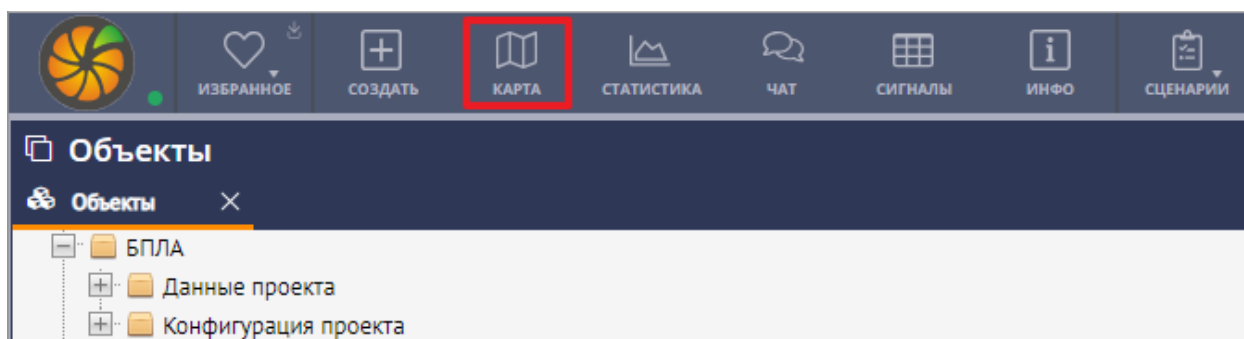 ИЗБРАННОЕ СОЗДАТЬ КАРТА СТАТИСТИКА ЧАТ СИГНАЛЫ ИНФО СЦЕНАРИИ
Объекты
Объекты
БПЛА
Данные проекта
Конфигурация проекта